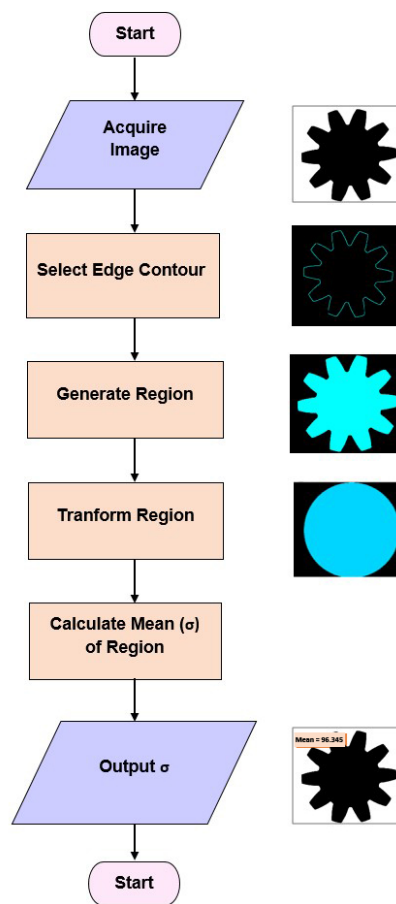 Start
Acquire
Image
Select Edge Contour
Generate Region
Tranform Region
Calculate Mean (σ)
of Region
Output σ
Mean = 96.345
Start